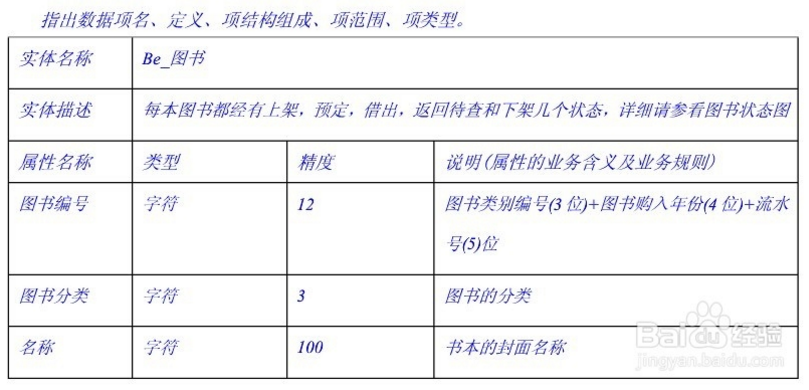 指出数据项名、定义、项结构组成、项范围、项类型。
实体名称 Be_图书
实体描述 每本图书都经有上架，预定，借出，返回待查和下架几个状态，详细请参看图书状态图
属性名称 类型 精度 说明(属性的业务含义及业务规则)
图书编号 字符 12 图书类别编号(3位)+图书购入年份(4位)+流水
号(5)位
图书分类 字符 3 图书的分类
名称 字符 100 书本的封面名称
Baidu经验
jingyan.baidu.com